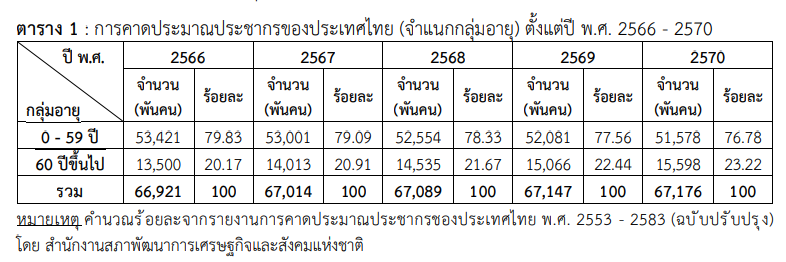 ตาราง 1 : การคาดประมาณประชากรของประเทศไทย (จำแนกกลุ่มอายุ) ตั้งแต่ปี พ.ศ. 2566 - 2570
ปี พ.ศ. 2566 2567 2568 2569 2570
กลุ่มอายุ จำนวน (พันคน) ร้อยละ จำนวน (พันคน) ร้อยละ จำนวน (พันคน) ร้อยละ จำนวน (พันคน) ร้อยละ จำนวน (พันคน) ร้อยละ
0 - 59 ปี 53,421 79.83 53,001 79.09 52,554 78.33 52,081 77.56 51,578 76.78
60 ปีขึ้นไป 13,500 20.17 14,013 20.91 14,535 21.67 15,066 22.44 15,598 23.22
รวม 66,921 100 67,014 100 67,089 100 67,147 100 67,176 100
หมายเหตุ คำนวณร้อยละจากรายงานการคาดประมาณประชากรของประเทศไทย พ.ศ. 2553 - 2583 (ฉบับปรับปรุง)
โดย สำนักงานสภาพัฒนาการเศรษฐกิจและสังคมแห่งชาติ